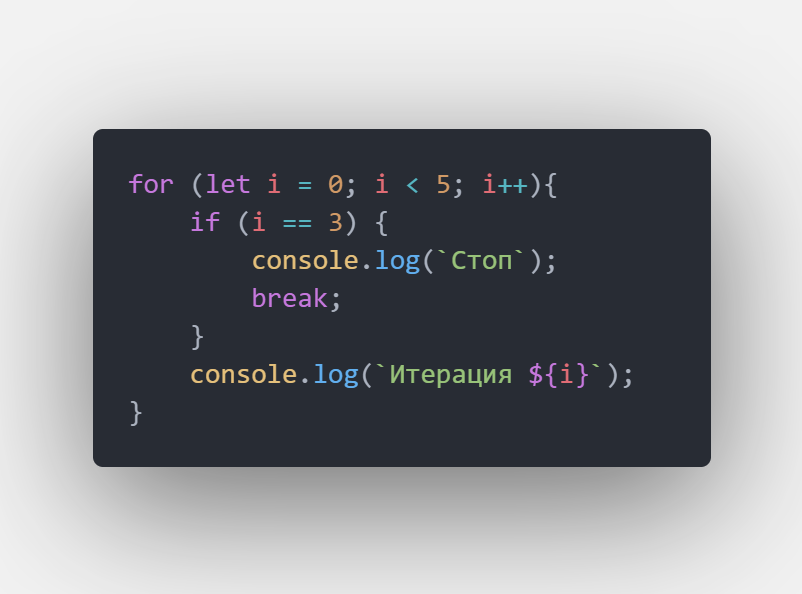 for (let i = 0; i < 5; i++){
    if (i == 3) {
        console.log(`Стоп`);
        break;
    }
    console.log(`Итерация ${i}`);
}